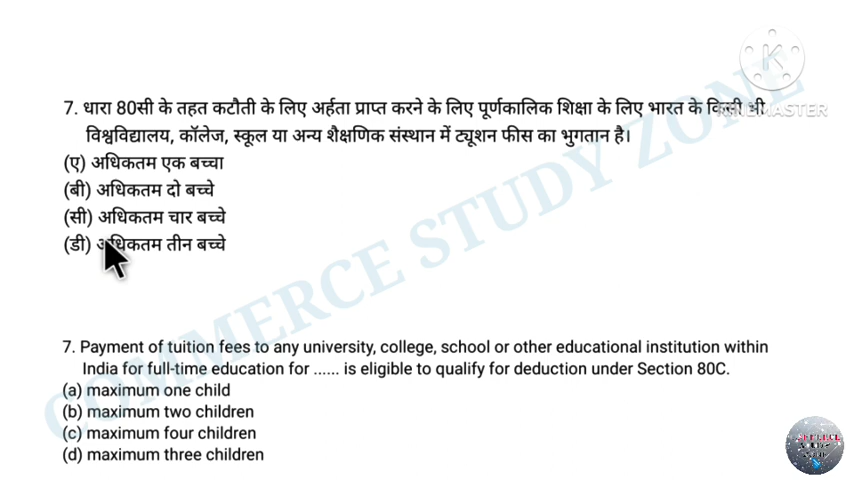 7. धारा 80सी के तहत कटौती के लिए अर्हता प्राप्त करने के लिए पूर्णकालिक शिक्षा के लिए भारत के किसी भी
विश्वविद्यालय, कॉलेज, स्कूल या अन्य शैक्षणिक संस्थान में ट्यूशन फीस का भुगतान है।
(ए) अधिकतम एक बच्चा
(बी) अधिकतम दो बच्चे
(सी) अधिकतम चार बच्चे
(डी) अधिकतम तीन बच्चे
KINEMASTER
COMMERCE STUDY ZONE
7. Payment of tuition fees to any university, college, school or other educational institution within
India for full-time education for ...... is eligible to qualify for deduction under Section 80C.
(a) maximum one child
(b) maximum two children
(c) maximum four children
(d) maximum three children